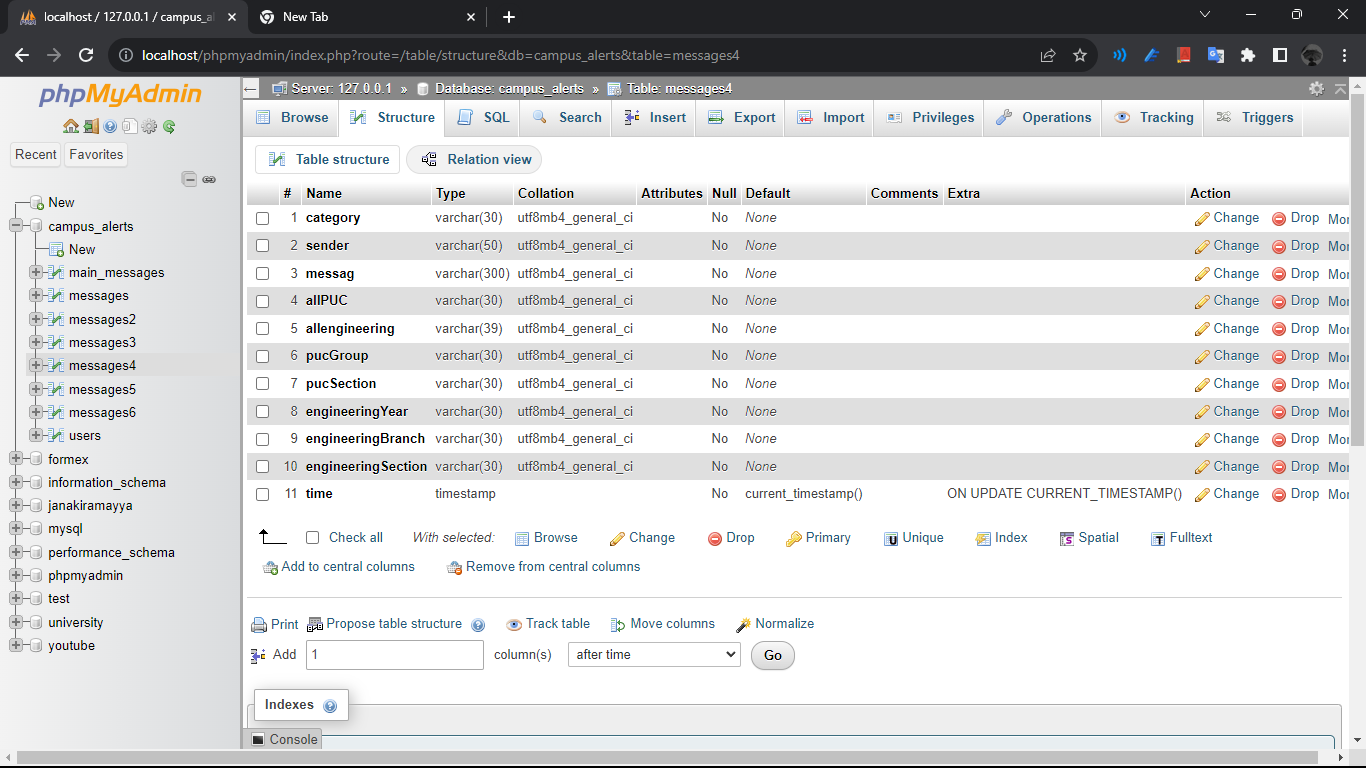 localhost / 127.0.0.1 / campus_al
New Tab
localhost/phpmyadmin/index.php?route=/table/structure&db=campus_alerts&table=messages4
phpMyAdmin
Recent Favorites
New
campus_alerts
New
main_messages
messages
messages2
messages3
messages4
messages5
messages6
users
formex
information_schema
janakiramayya
mysql
performance_schema
phpmyadmin
test
university
youtube
Server: 127.0.0.1 » Database: campus_alerts » Table: messages4
Browse Structure SQL Search Insert Export Import Privileges Operations Tracking Triggers
Table structure Relation view
# Name Type Collation Attributes Null Default Comments Extra Action
1 category varchar(30) utf8mb4_general_ci No None Change Drop Mor
2 sender varchar(50) utf8mb4_general_ci No None Change Drop Mor
3 messag varchar(300) utf8mb4_general_ci No None Change Drop Mor
4 allPUC varchar(30) utf8mb4_general_ci No None Change Drop Mor
5 allengineering varchar(39) utf8mb4_general_ci No None Change Drop Mor
6 pucGroup varchar(30) utf8mb4_general_ci No None Change Drop Mor
7 pucSection varchar(30) utf8mb4_general_ci No None Change Drop Mor
8 engineeringYear varchar(30) utf8mb4_general_ci No None Change Drop Mor
9 engineeringBranch varchar(30) utf8mb4_general_ci No None Change Drop Mor
10 engineeringSection varchar(30) utf8mb4_general_ci No None Change Drop Mor
11 time timestamp No current_timestamp() ON UPDATE CURRENT_TIMESTAMP() Change Drop Mor
Check all With selected: Browse Change Drop Primary Unique Index Spatial Fulltext
Add to central columns Remove from central columns
Print Propose table structure Track table Move columns Normalize
Add 1 column(s) after time Go
Indexes
Console